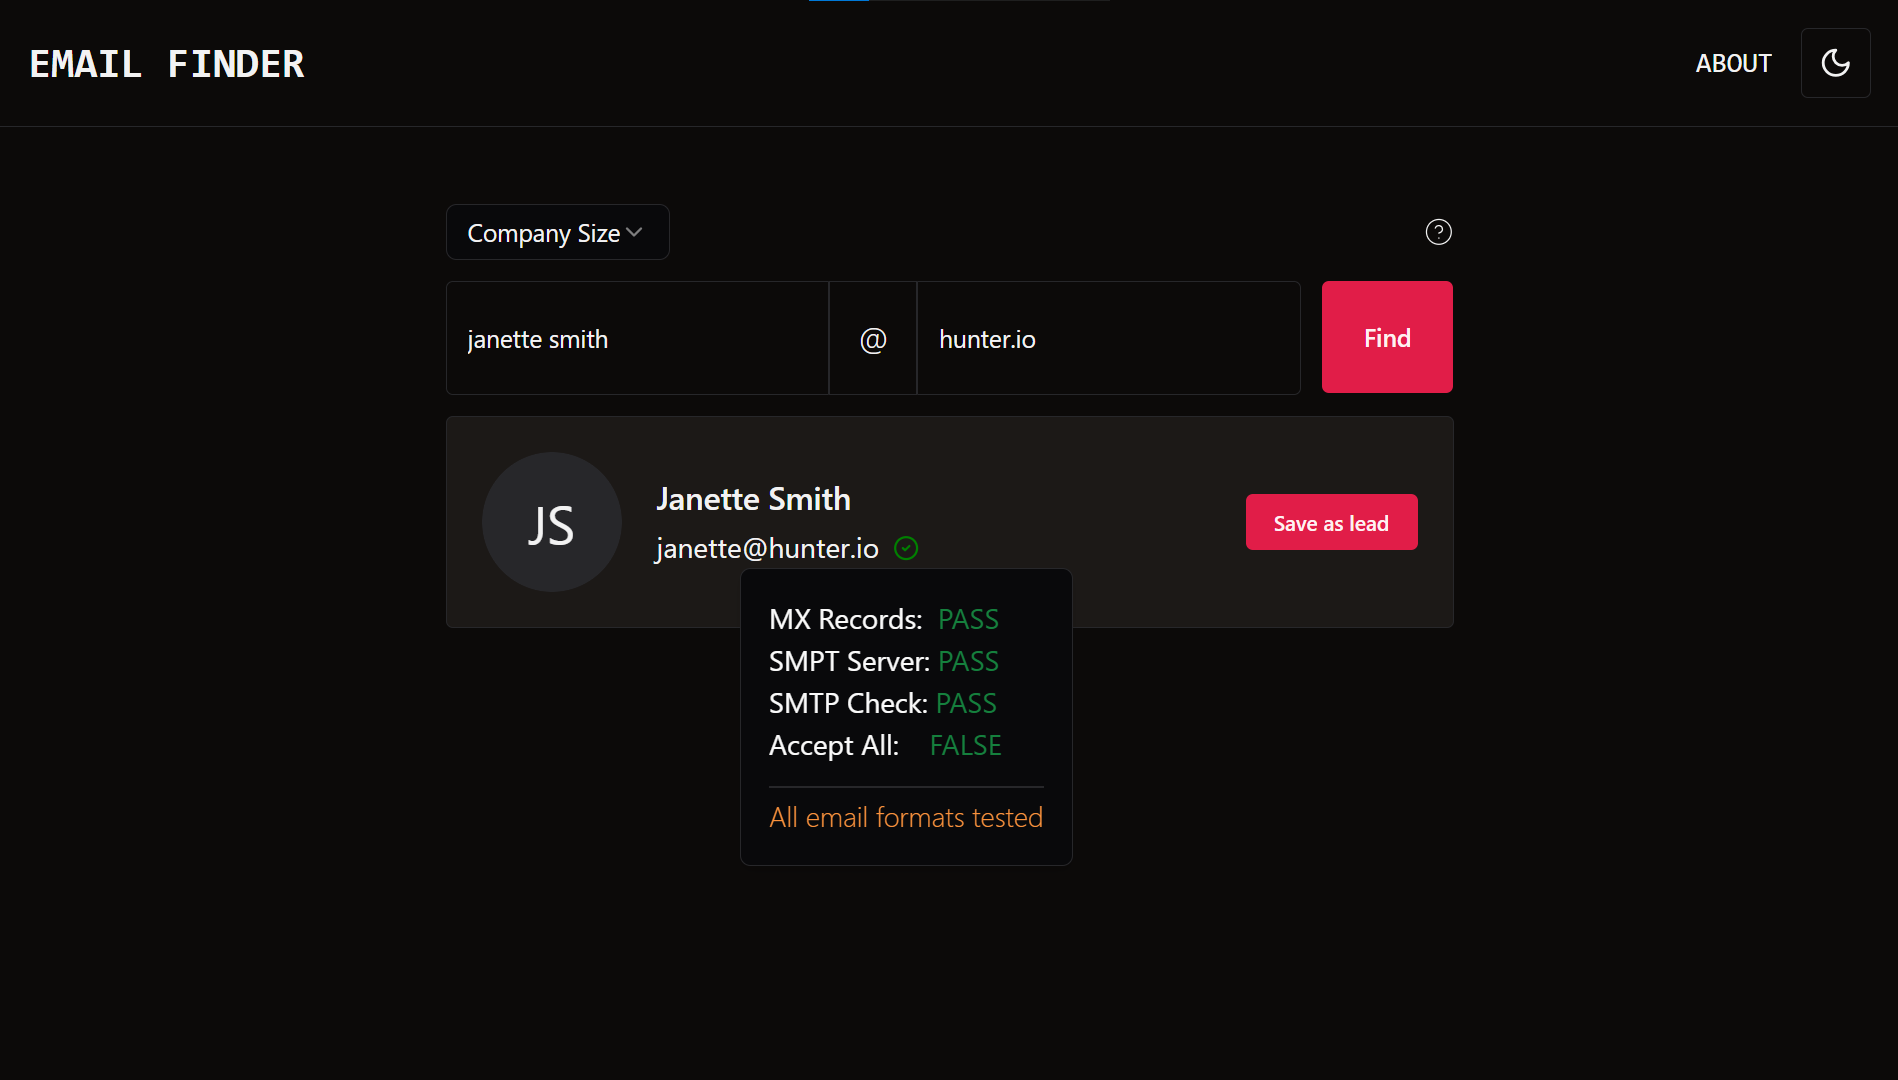 EMAIL FINDER
ABOUT
Company Size
?
janette smith @ hunter.io
Find
JS
Janette Smith
janette@hunter.io
Save as lead
MX Records: PASS
SMPT Server: PASS
SMTP Check: PASS
Accept All: FALSE
All email formats tested